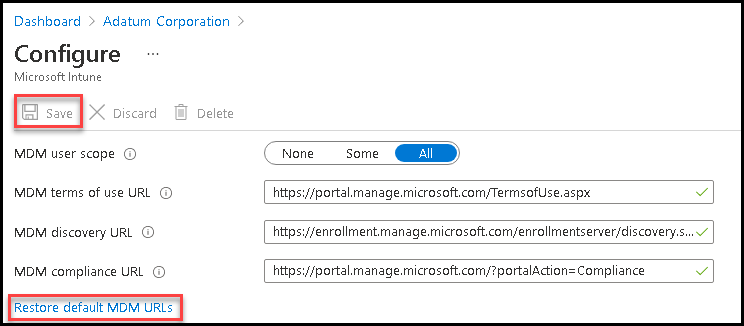 Dashboard > Adatum Corporation >
Configure ...
Microsoft Intune
Save Discard Delete
MDM user scope None Some All
MDM terms of use URL https://portal.manage.microsoft.com/TermsofUse.aspx
MDM discovery URL https://enrollment.manage.microsoft.com/enrollmentserver/discovery.s...
MDM compliance URL https://portal.manage.microsoft.com/?portalAction=Compliance
Restore default MDM URLs